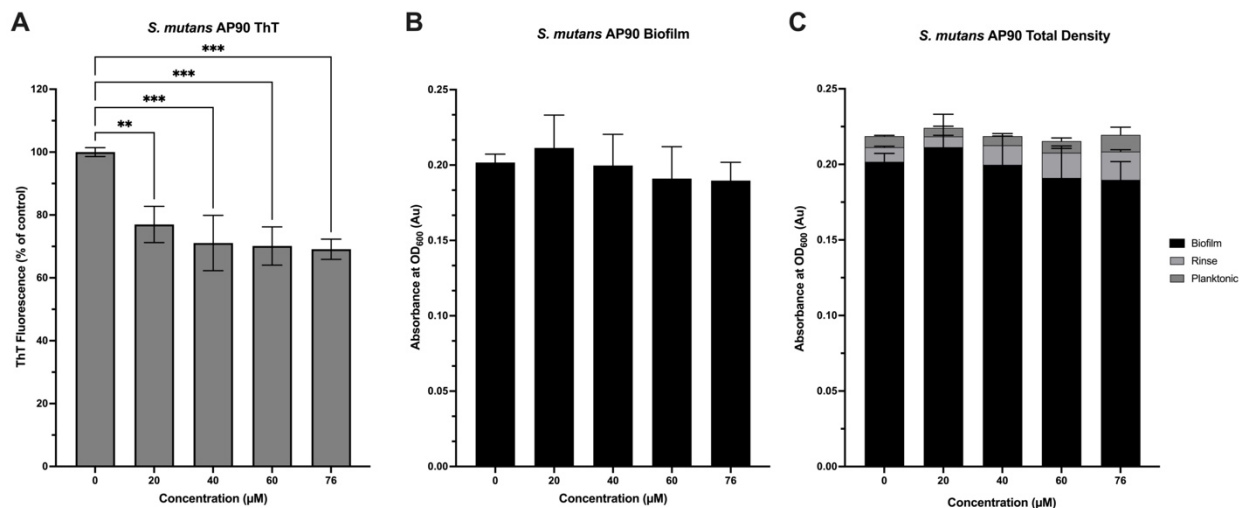 A
S. mutans AP90 ThT
***
***
***
**
120
100
80
60
40
20
0
ThT Fluorescence (% of control)
0 20 40 60 76
Concentration (µM)
B
S. mutans AP90 Biofilm
0.25
0.20
0.15
0.10
0.05
0.00
Absorbance at OD600 (Au)
0 20 40 60 76
Concentration (µM)
C
S. mutans AP90 Total Density
0.25
0.20
0.15
0.10
0.05
0.00
Absorbance at OD600 (Au)
0 20 40 60 76
Concentration (µM)
Biofilm
Rinse
Planktonic